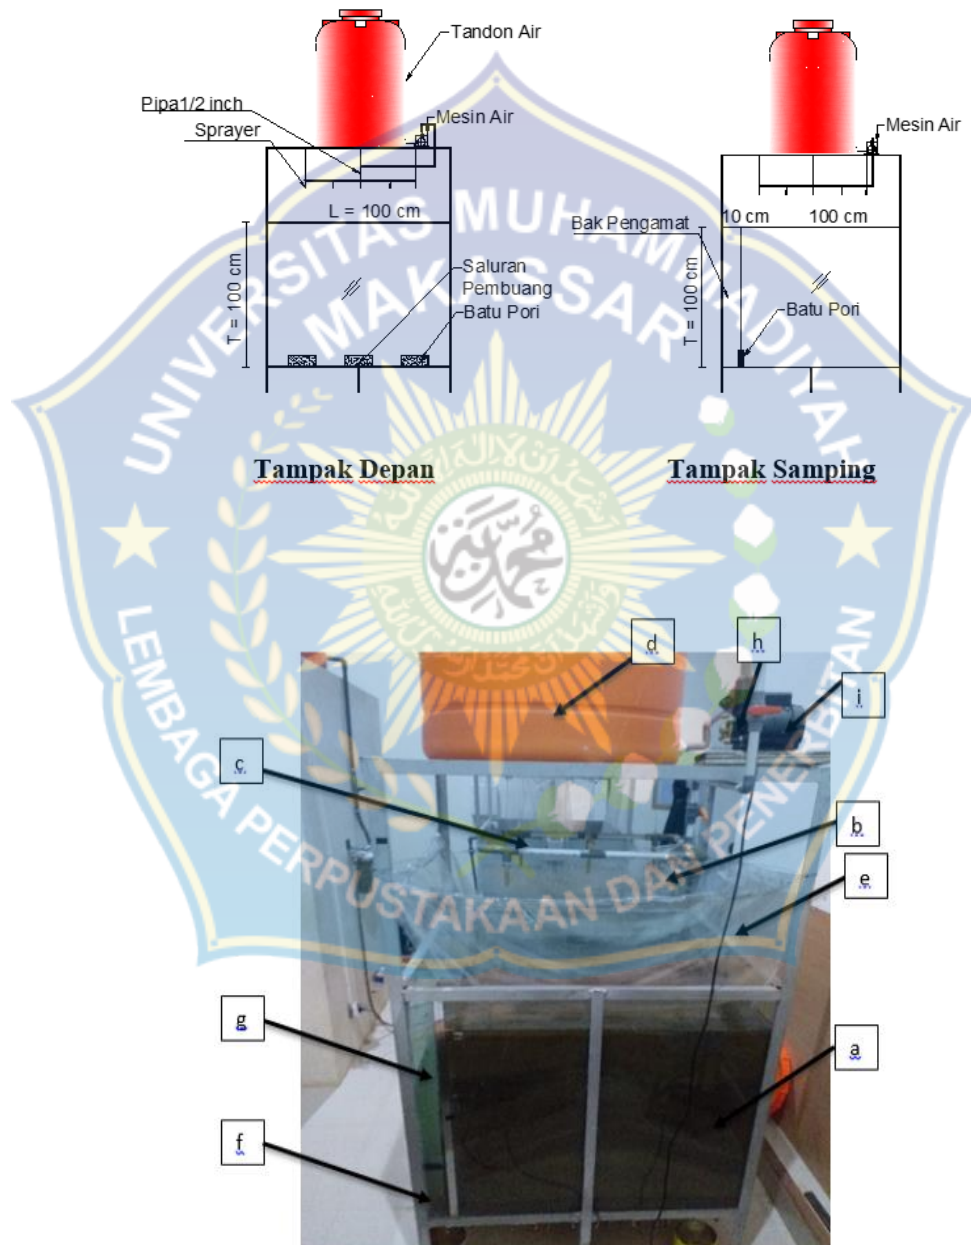 Tandon Air
Pipa1/2 inch
Mesin Air
Sprayer
L = 100 cm
T = 100 cm
Saluran
Pembuang
Batu Pori
Mesin Air
10 cm
100 cm
Bak Pengamat
T = 100 cm
Batu Pori
Tampak Depan
Tampak Samping
UNIVERSITAS MUHAMMADIYAH
MAKASSAR
محمد
LEMBAGA PERPUSTAKAAN DAN PENERBITAN
d
h
i
c
b
e
g
a
f